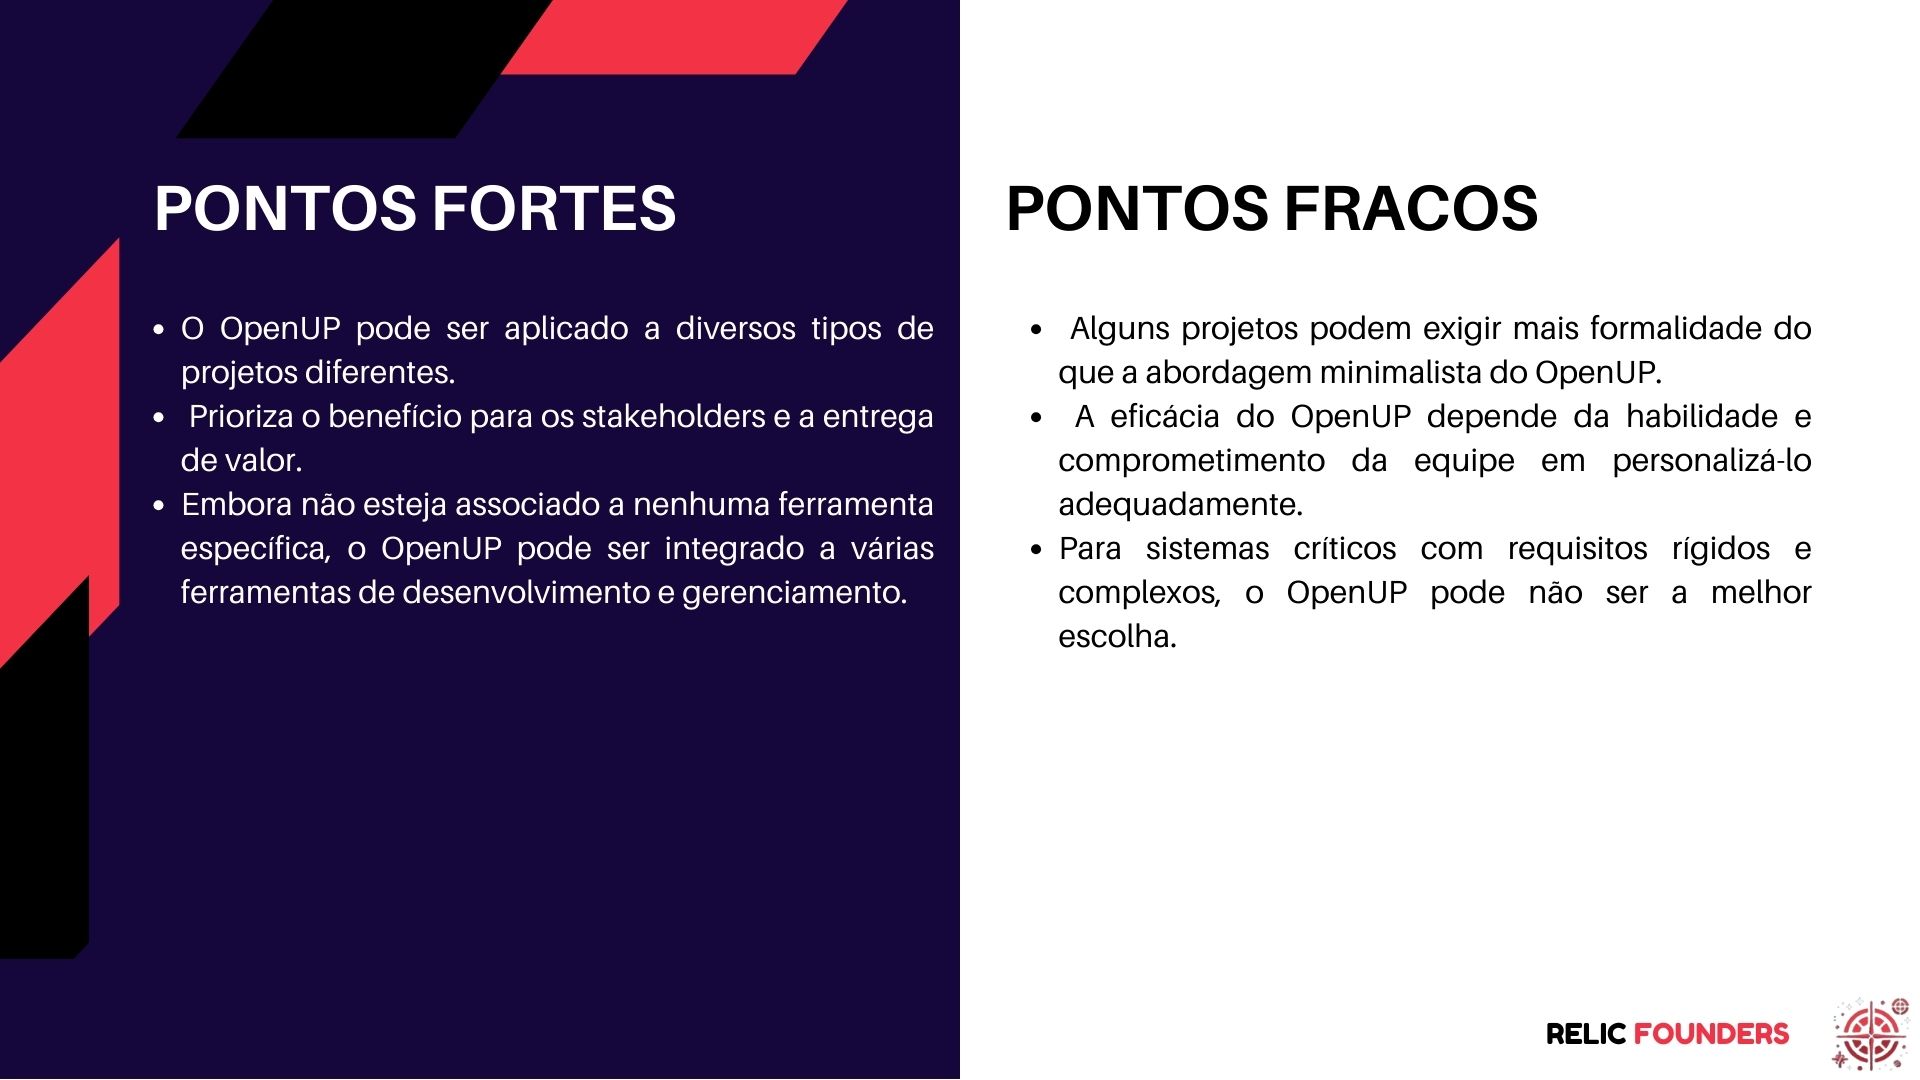 PONTOS FORTES
• O OpenUP pode ser aplicado a diversos tipos de
projetos diferentes.
• Prioriza o benefício para os stakeholders e a entrega
de valor.
• Embora não esteja associado a nenhuma ferramenta
específica, o OpenUP pode ser integrado a várias
ferramentas de desenvolvimento e gerenciamento.
PONTOS FRACOS
• Alguns projetos podem exigir mais formalidade do
que a abordagem minimalista do OpenUP.
• A eficácia do OpenUP depende da habilidade e
comprometimento da equipe em personalizá-lo
adequadamente.
• Para sistemas críticos com requisitos rígidos e
complexos, o OpenUP pode não ser a melhor
escolha.
RELIC FOUNDERS